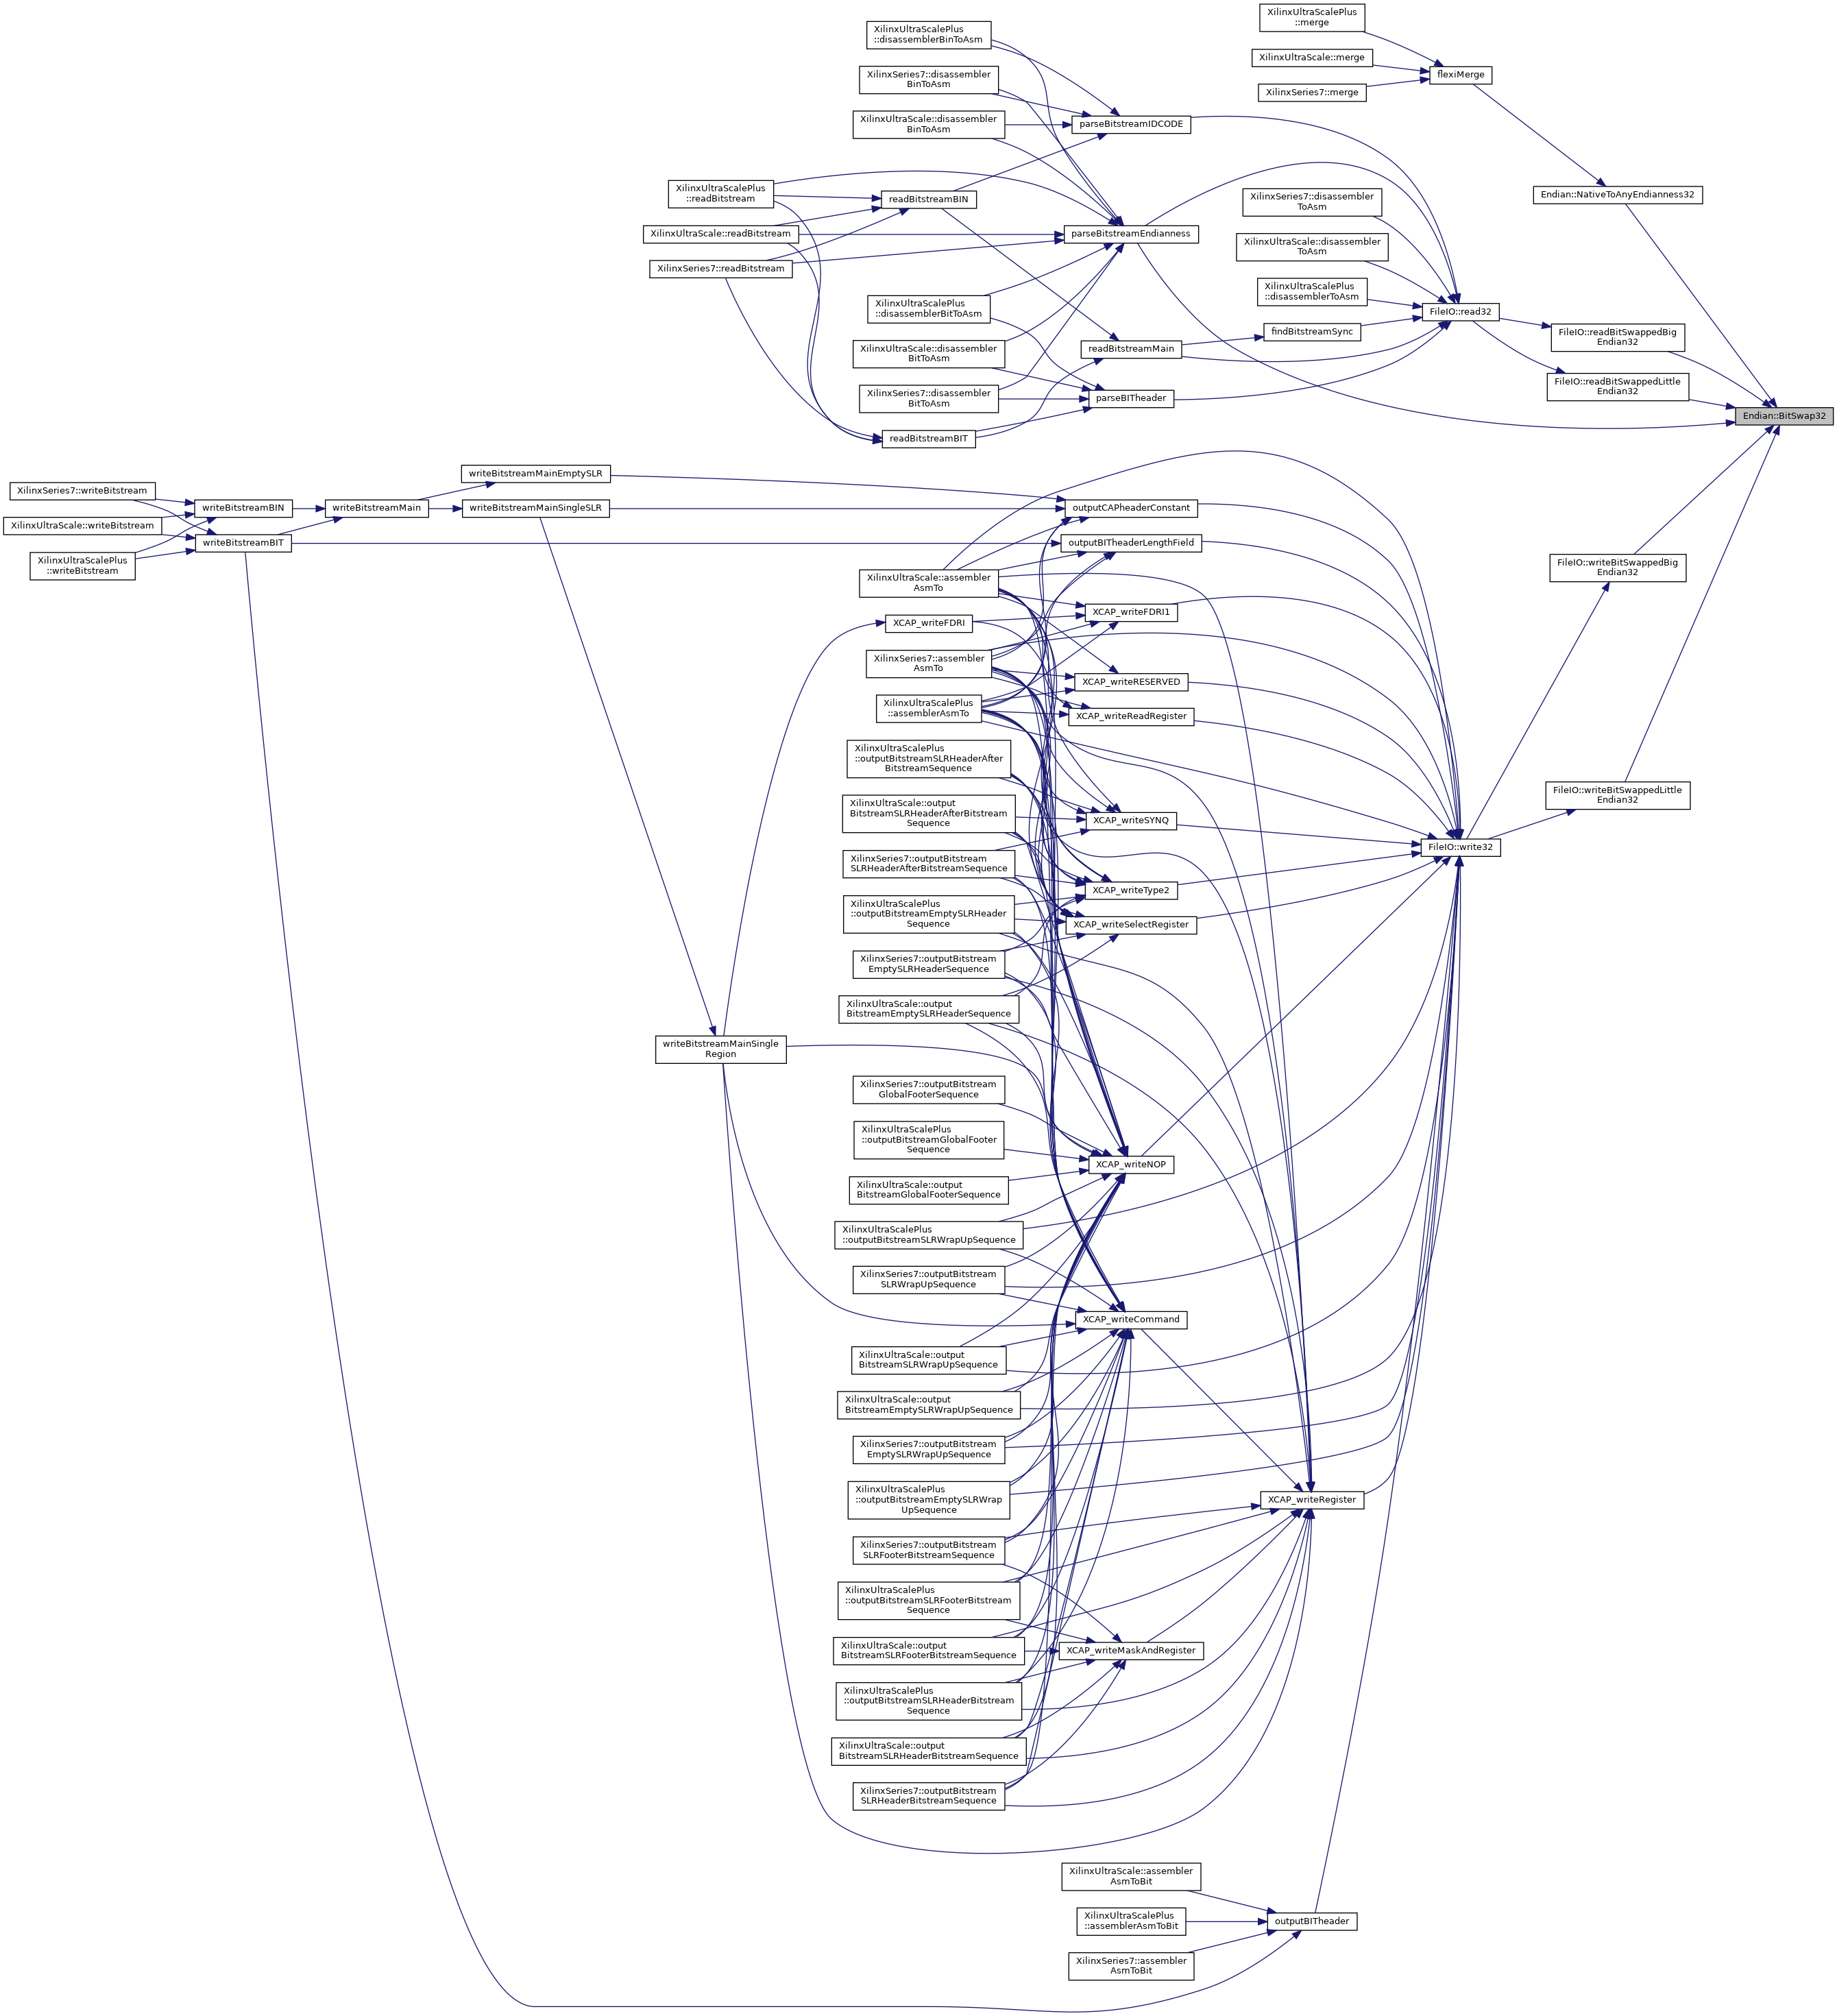 XilinxUltraScalePlus
::merge
XilinxUltraScale::merge
XilinxSeries7::merge
flexiMerge
XilinxUltraScalePlus
::disassemblerBinToAsm
XilinxSeries7::disassembler
BinToAsm
XilinxUltraScale::disassembler
BinToAsm
parseBitstreamIDCODE
XilinxUltraScalePlus
::readBitstream
XilinxUltraScale::readBitstream
XilinxSeries7::readBitstream
readBitstreamBIN
parseBitstreamEndianness
XilinxSeries7::disassembler
ToAsm
XilinxUltraScale::disassembler
ToAsm
XilinxUltraScalePlus
::disassemblerToAsm
findBitstreamSync
Endian::NativeToAnyEndianness32
FileIO::read32
FileIO::readBitSwappedBig
Endian32
FileIO::readBitSwappedLittle
Endian32
Endian::BitSwap32
XilinxUltraScalePlus
::disassemblerBitToAsm
XilinxUltraScale::disassembler
BitToAsm
XilinxSeries7::disassembler
BitToAsm
readBitstreamMain
parseBITheader
readBitstreamBIT
writeBitstreamMainEmptySLR
XilinxSeries7::writeBitstream
XilinxUltraScale::writeBitstream
XilinxUltraScalePlus
::writeBitstream
writeBitstreamBIN
writeBitstreamBIT
writeBitstreamMain
writeBitstreamMainSingleSLR
outputCAPheaderConstant
outputBITheaderLengthField
XilinxUltraScale::assembler
AsmTo
XCAP_writeFDRI
XCAP_writeFDRI1
XilinxSeries7::assembler
AsmTo
XCAP_writeRESERVED
XilinxUltraScalePlus
::assemblerAsmTo
XCAP_writeReadRegister
FileIO::writeBitSwappedBig
Endian32
FileIO::writeBitSwappedLittle
Endian32
FileIO::write32
XilinxUltraScalePlus
::outputBitstreamSLRHeaderAfter
BitstreamSequence
XilinxUltraScale::output
BitstreamSLRHeaderAfterBitstream
Sequence
XCAP_writeSYNQ
XilinxSeries7::outputBitstream
SLRHeaderAfterBitstreamSequence
XCAP_writeType2
XilinxUltraScalePlus
::outputBitstreamEmptySLRHeader
Sequence
XCAP_writeSelectRegister
XilinxSeries7::outputBitstream
EmptySLRHeaderSequence
XilinxUltraScale::output
BitstreamEmptySLRHeaderSequence
writeBitstreamMainSingle
Region
XilinxSeries7::outputBitstream
GlobalFooterSequence
XilinxUltraScalePlus
::outputBitstreamGlobalFooter
Sequence
XCAP_writeNOP
XilinxUltraScale::output
BitstreamGlobalFooterSequence
XilinxUltraScalePlus
::outputBitstreamSLRWrapUpSequence
XilinxSeries7::outputBitstream
SLRWrapUpSequence
XCAP_writeCommand
XilinxUltraScale::output
BitstreamSLRWrapUpSequence
XilinxUltraScale::output
BitstreamEmptySLRWrapUpSequence
XilinxSeries7::outputBitstream
EmptySLRWrapUpSequence
XilinxUltraScalePlus
::outputBitstreamEmptySLRWrap
UpSequence
XCAP_writeRegister
XilinxSeries7::outputBitstream
SLRFooterBitstreamSequence
XilinxUltraScalePlus
::outputBitstreamSLRFooterBitstream
Sequence
XilinxUltraScale::output
BitstreamSLRFooterBitstreamSequence
XCAP_writeMaskAndRegister
XilinxUltraScalePlus
::outputBitstreamSLRHeaderBitstream
Sequence
XilinxUltraScale::output
BitstreamSLRHeaderBitstreamSequence
XilinxSeries7::outputBitstream
SLRHeaderBitstreamSequence
XilinxUltraScale::assembler
AsmToBit
XilinxUltraScalePlus
::assemblerAsmToBit
XilinxSeries7::assembler
AsmToBit
outputBITheader